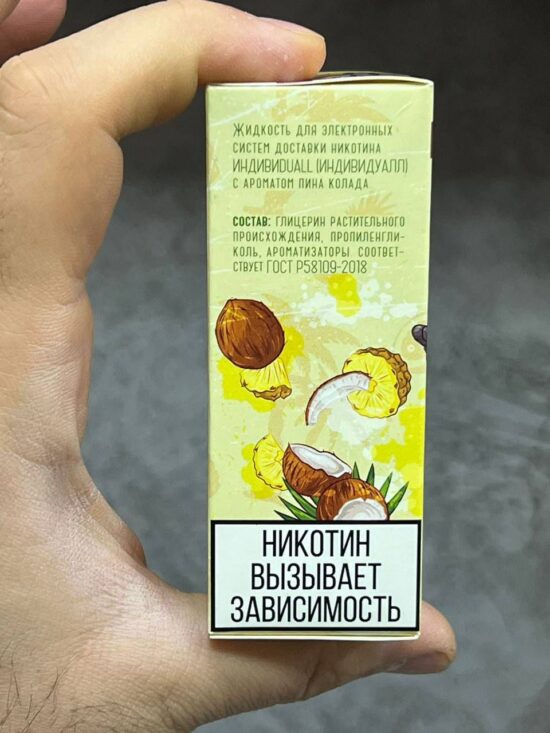 Жидкость для электронных
систем доставки никотина
ИНДИВИDUALL (ИНДИВИДУАЛЛ)
с ароматом пина колада
СОСТАВ: глицерин растительного
происхождения, пропиленгли-
коль, ароматизаторы. Соответ-
ствует ГОСТ Р58109-2018
НИКОТИН
ВЫЗЫВАЕТ
ЗАВИСИМОСТЬ